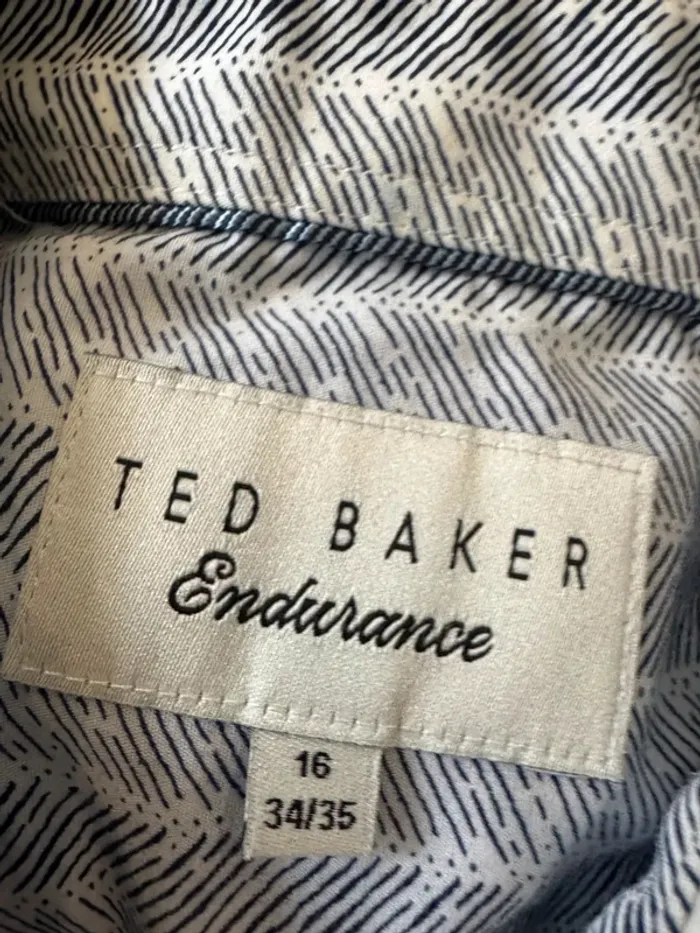 TED BAKER
Endurance
16
34/35